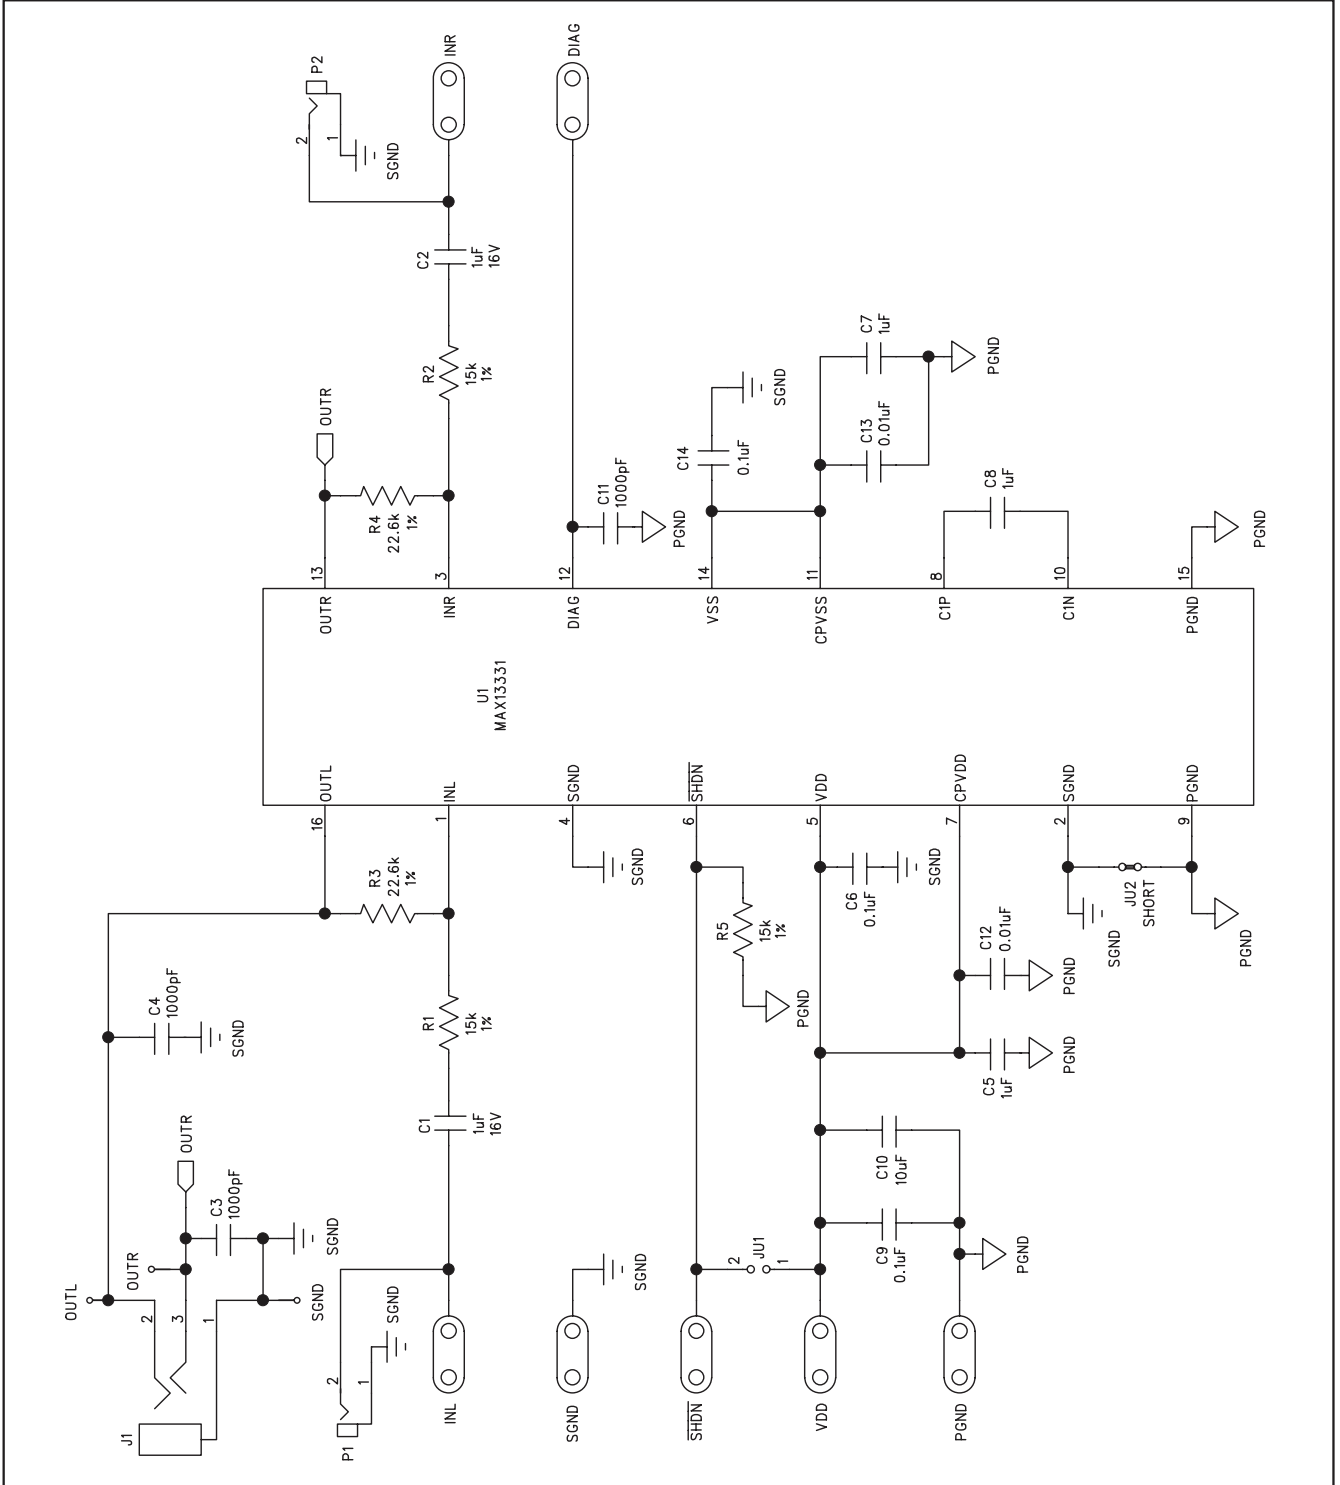 J1
2
3
1
OUTL
OUTR
SGND
OUTR
C3
1000pF
SGND
C4
1000pF
SGND
P1
2
1
SGND
INL
C1
1uF
16V
R1
15k
1%
R3
22.6k
1%
SGND
SGND
SHDN
2
JU1
1
VDD
PGND
C9
0.1uF
PGND
C10
10uF
C5
1uF
PGND
C12
0.01uF
PGND
R5
15k
1%
PGND
C6
0.1uF
SGND
SGND
SGND
JU2
SHORT
PGND
16
OUTL
1
INL
4
SGND
6
SHDN
5
VDD
7
CPVDD
2
SGND
9
PGND
U1
MAX13331
OUTR
13
INR
3
DIAG
12
VSS
14
CPVSS
11
C1P
8
C1N
10
PGND
15
OUTR
R4
22.6k
1%
R2
15k
1%
C2
1uF
16V
P2
2
1
SGND
INR
DIAG
C11
1000pF
PGND
C14
0.1uF
SGND
C13
0.01uF
C7
1uF
PGND
C8
1uF
PGND